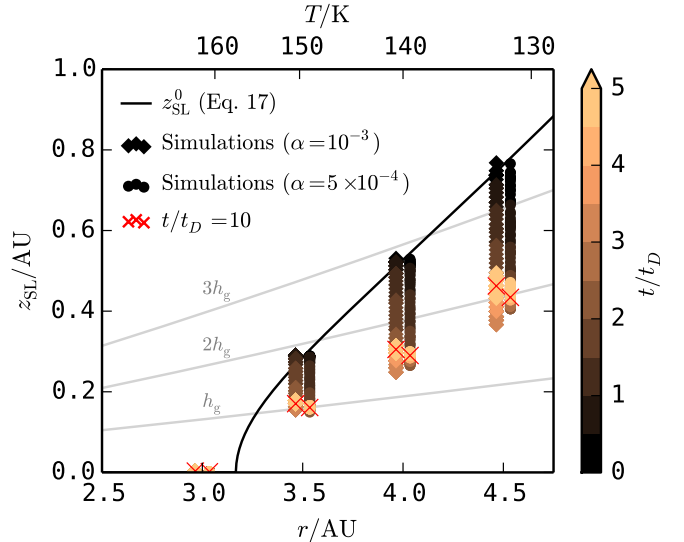 T/K
160 150 140 130
1.0
0.8
0.6
0.4
0.2
0.0
z_SL/AU
z⁰_SL (Eq. 17)
Simulations (α=10⁻³)
Simulations (α=5×10⁻⁴)
t/t_D =10
3h_g
2h_g
h_g
2.5 3.0 3.5 4.0 4.5
r/AU
5
4
3
2
1
0
t/t_D